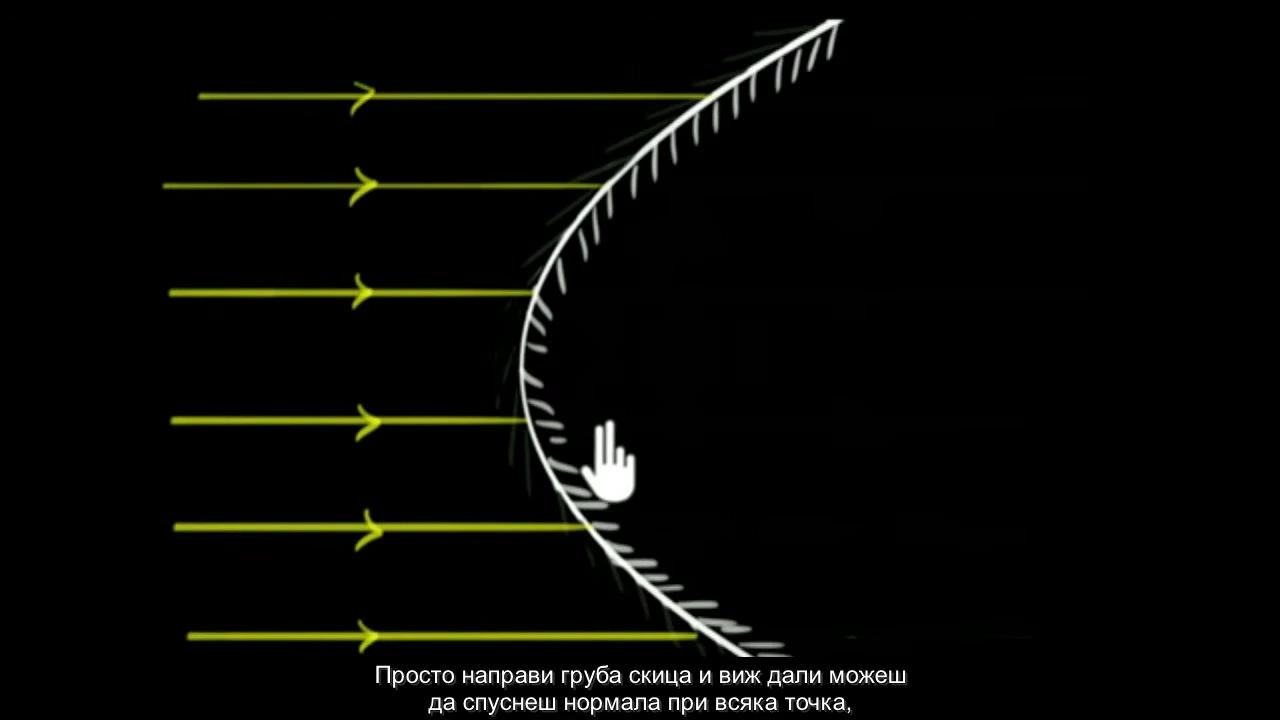 Просто направи груба скица и виж дали можеш
да спуснеш нормала при всяка точка,